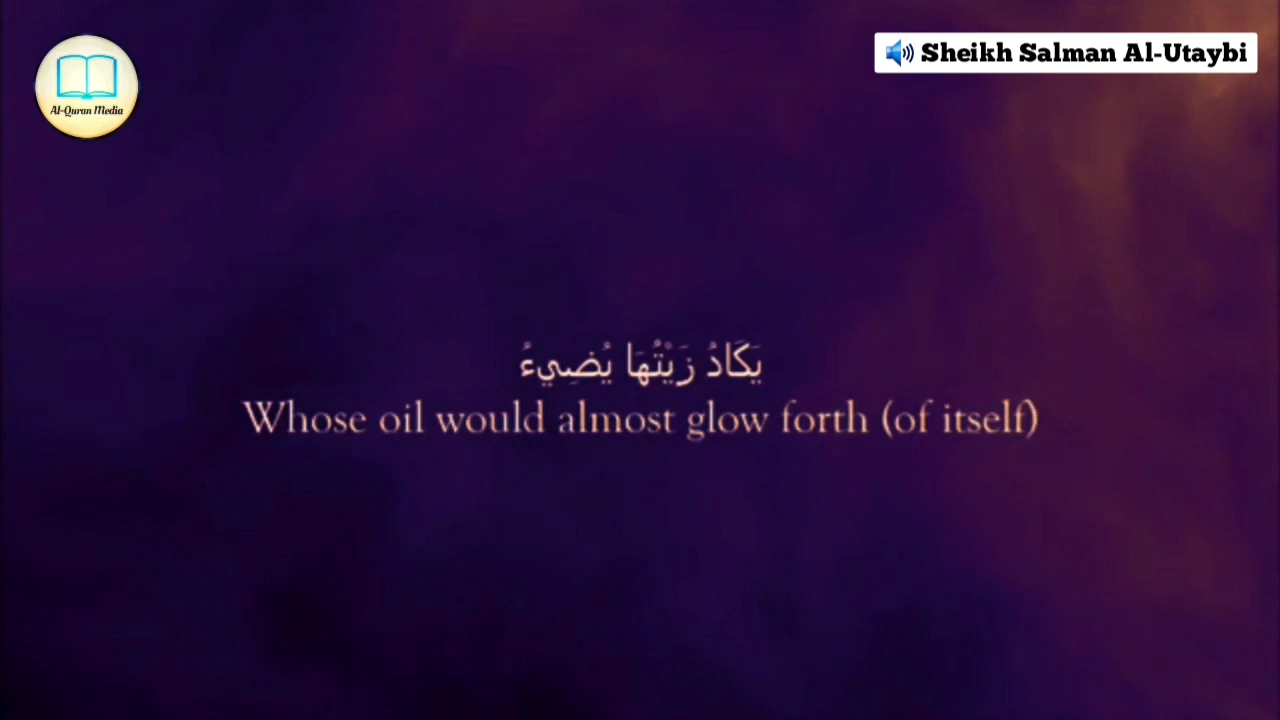 Al-Quran Media
Sheikh Salman Al-Utaybi
يَكَادُ زَيْتُهَا يُضِيءُ
Whose oil would almost glow forth (of itself)